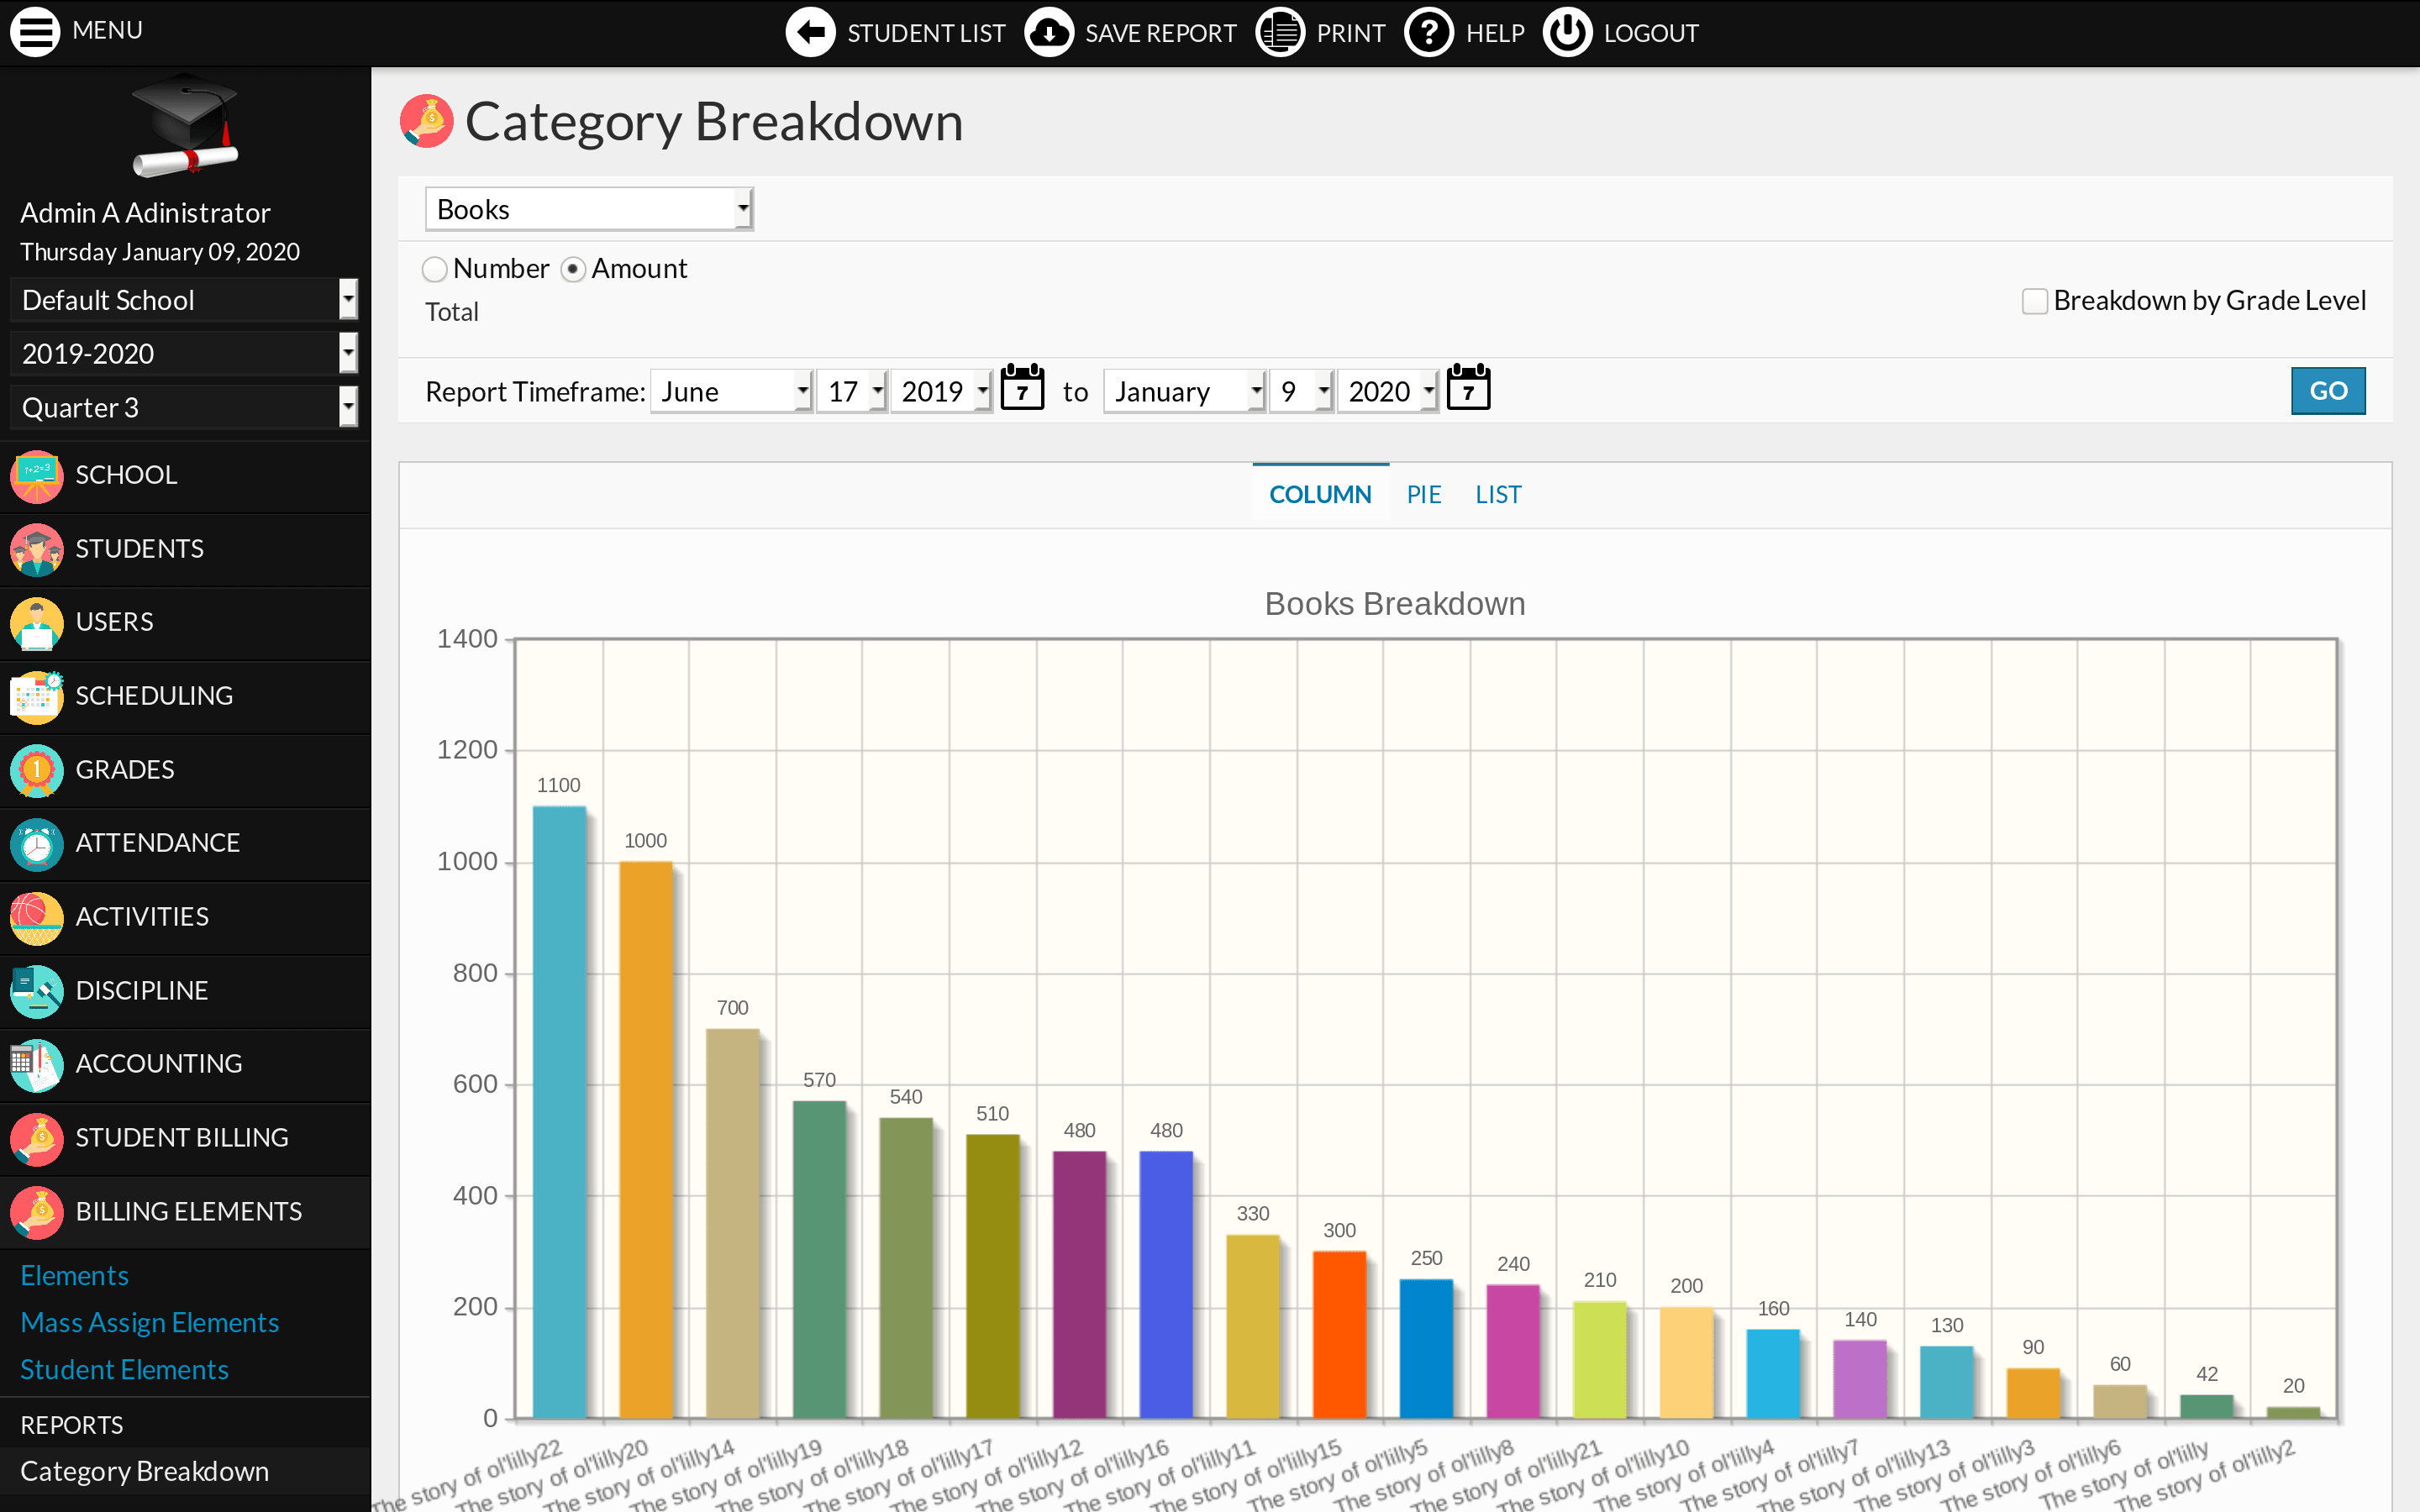 MENU
STUDENT LIST
SAVE REPORT
PRINT
HELP
LOGOUT
Admin A Adinistrator
Thursday January 09, 2020
Default School
2019-2020
Quarter 3
SCHOOL
STUDENTS
USERS
SCHEDULING
GRADES
ATTENDANCE
ACTIVITIES
DISCIPLINE
ACCOUNTING
STUDENT BILLING
BILLING ELEMENTS
Elements
Mass Assign Elements
Student Elements
REPORTS
Category Breakdown
Category Breakdown
Books
Number Amount
Total
Breakdown by Grade Level
Report Timeframe: June 17 2019 7 to January 9 2020 7
GO
COLUMN PIE LIST
Books Breakdown
1400
1200
1000
800
600
400
200
0
1100
1000
700
570
540
510
480
480
330
300
250
240
210
200
160
140
130
90
60
42
20
The story of ol'lilly22
The story of ol'lilly20
The story of ol'lilly14
The story of ol'lilly19
The story of ol'lilly18
The story of ol'lilly17
The story of ol'lilly12
The story of ol'lilly16
The story of ol'lilly11
The story of ol'lilly15
The story of ol'lilly5
The story of ol'lilly8
The story of ol'lilly21
The story of ol'lilly10
The story of ol'lilly4
The story of ol'lilly7
The story of ol'lilly13
The story of ol'lilly3
The story of ol'lilly6
The story of ol'lilly
The story of ol'lilly2